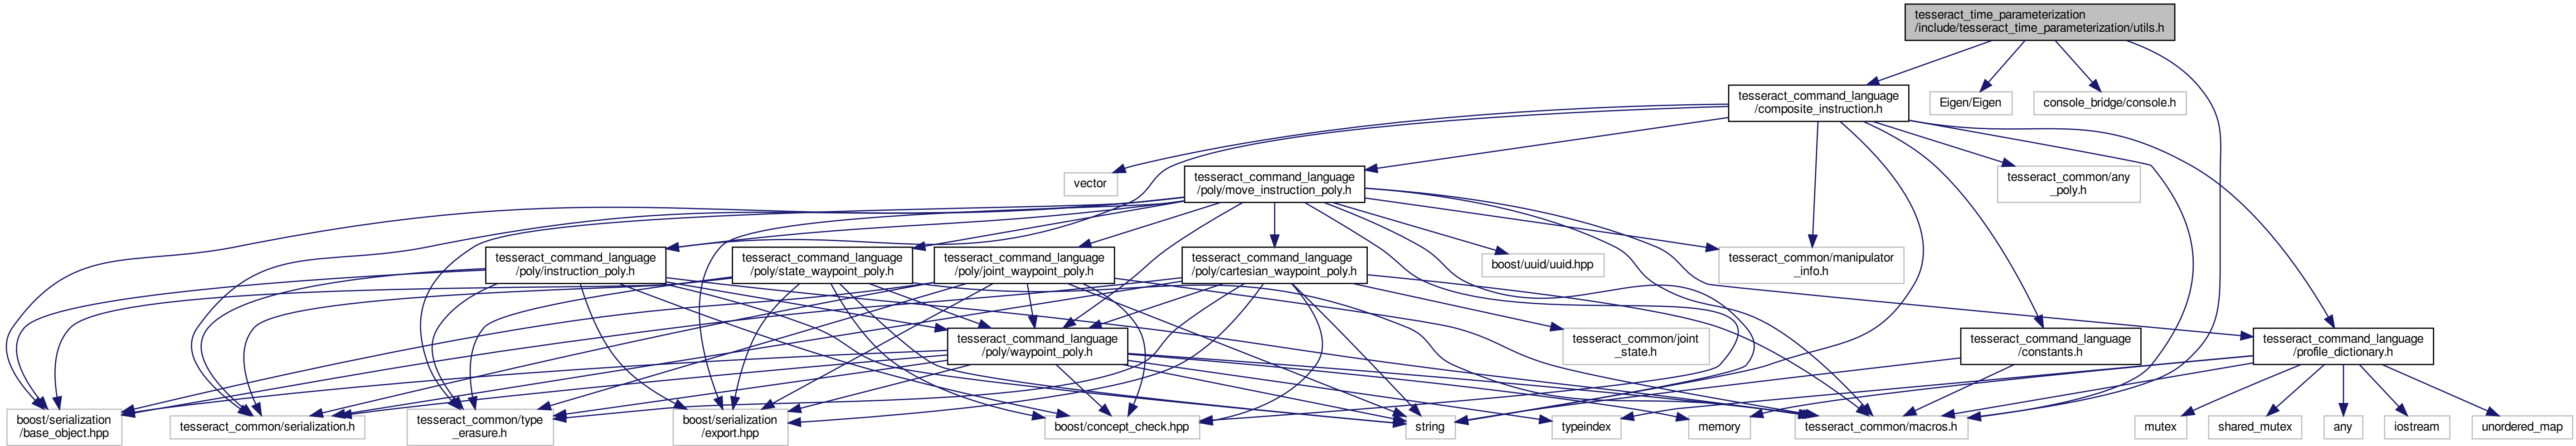 tesseract_time_parameterization
/include/tesseract_time_parameterization/utils.h
tesseract_command_language
/composite_instruction.h
Eigen/Eigen
console_bridge/console.h
vector
tesseract_command_language
/poly/move_instruction_poly.h
tesseract_common/any
_poly.h
tesseract_command_language
/poly/instruction_poly.h
tesseract_command_language
/poly/state_waypoint_poly.h
tesseract_command_language
/poly/joint_waypoint_poly.h
tesseract_command_language
/poly/cartesian_waypoint_poly.h
boost/uuid/uuid.hpp
tesseract_common/manipulator
_info.h
tesseract_command_language
/poly/waypoint_poly.h
tesseract_common/joint
_state.h
tesseract_command_language
/constants.h
tesseract_command_language
/profile_dictionary.h
boost/serialization
/base_object.hpp
tesseract_common/serialization.h
tesseract_common/type
_erasure.h
boost/serialization
/export.hpp
boost/concept_check.hpp
string
typeindex
memory
tesseract_common/macros.h
mutex
shared_mutex
any
iostream
unordered_map